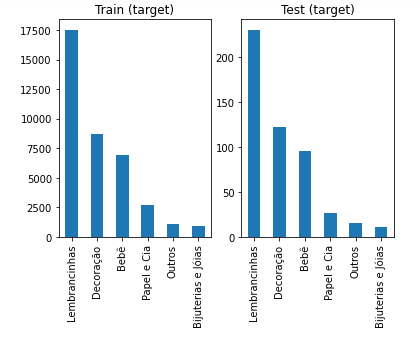 Train (target)
17500
15000
12500
10000
7500
5000
2500
0
Lembrancinhas
Decoração
Bebê
Papel e Cia
Outros
Bijuterias e Jóias
Test (target)
200
150
100
50
0
Lembrancinhas
Decoração
Bebê
Papel e Cia
Outros
Bijuterias e Jóias